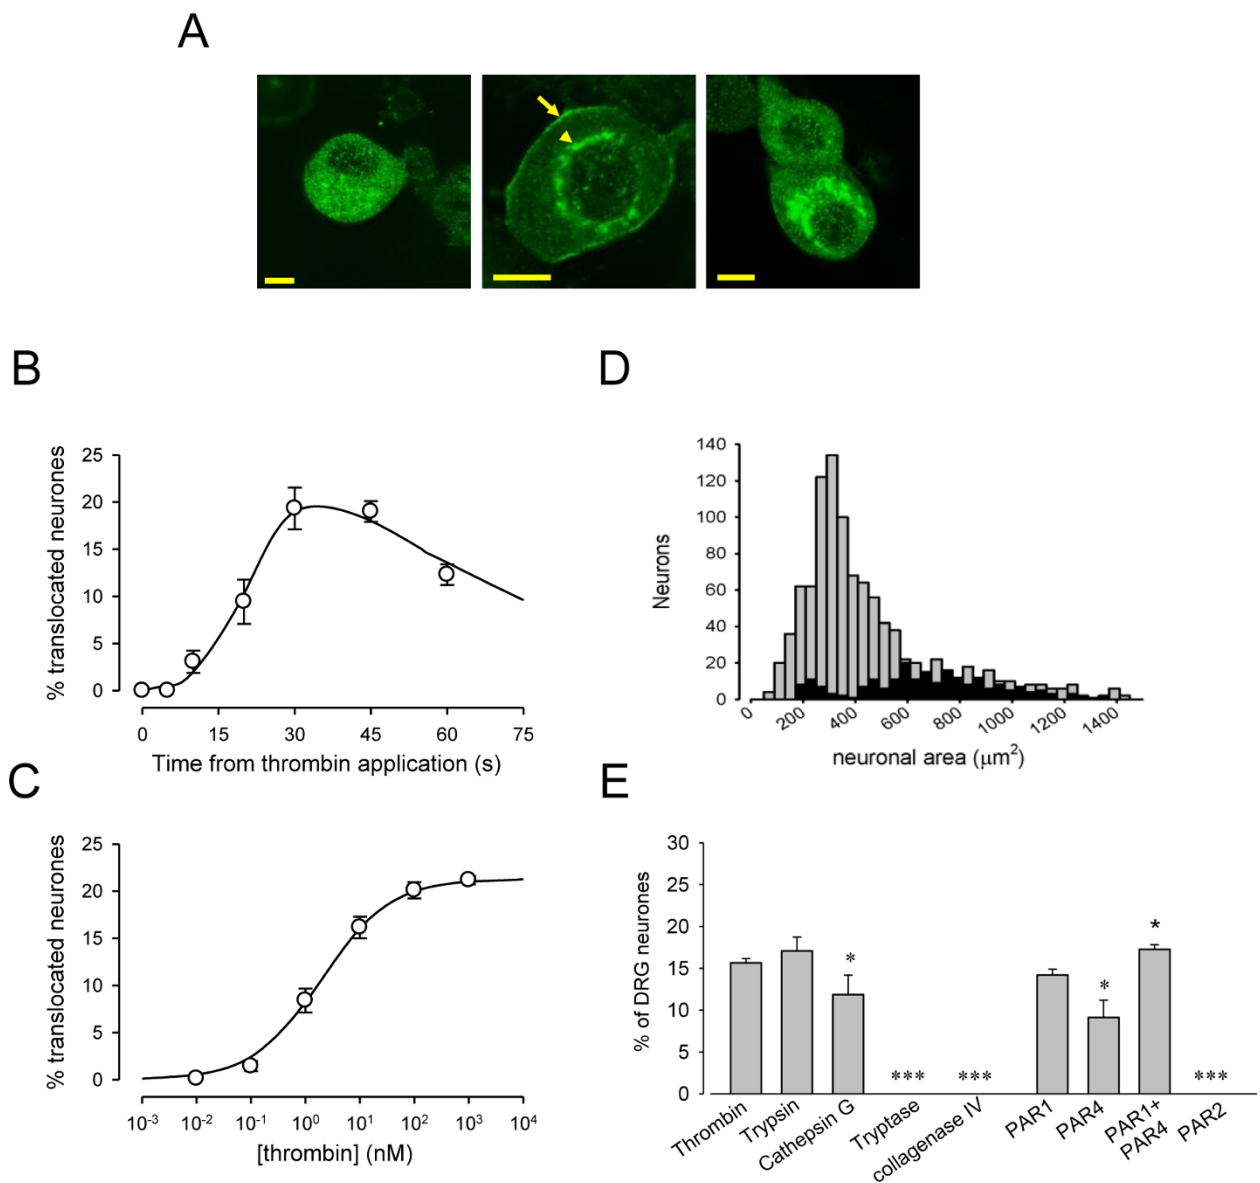 A
B
25
20
15
10
5
0
% translocated neurones
0 15 30 45 60 75
Time from thrombin application (s)
C
25
20
15
10
5
0
% translocated neurones
10⁻³ 10⁻² 10⁻¹ 10⁰ 10¹ 10² 10³ 10⁴
[thrombin] (nM)
D
140
120
100
80
60
40
20
0
Neurons
0 200 400 600 800 1000 1200 1400
neuronal area (μm²)
E
30
25
20
15
10
5
0
% of DRG neurones
* *** *** * * ***
Thrombin
Trypsin
Cathepsin G
Tryptase
collagenase IV
PAR1
PAR4
PAR1+
PAR4
PAR2